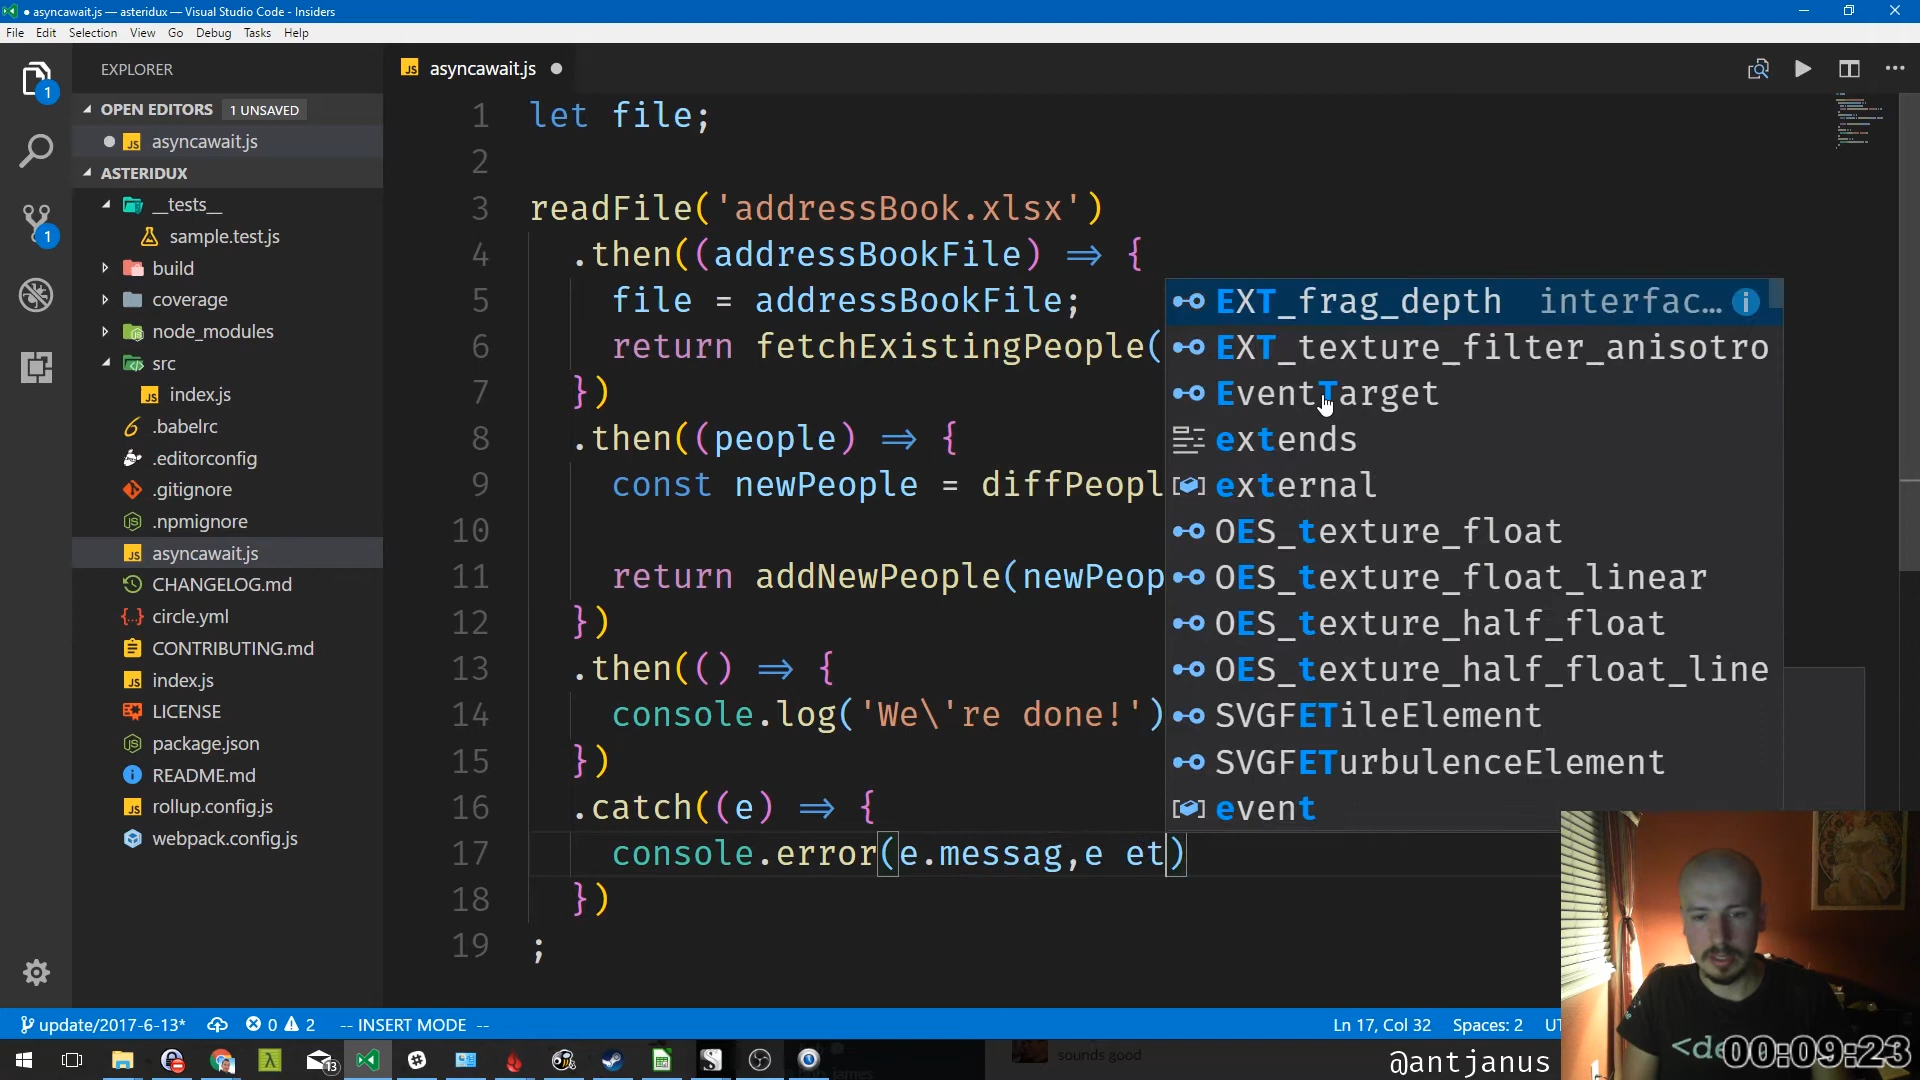 asyncawait.js — asteridux — Visual Studio Code - Insiders
File Edit Selection View Go Debug Tasks Help
EXPLORER
OPEN EDITORS 1 UNSAVED
asyncawait.js
ASTERIDUX
__tests__
sample.test.js
build
coverage
node_modules
src
index.js
.babelrc
.editorconfig
.gitignore
.npmignore
asyncawait.js
CHANGELOG.md
circle.yml
CONTRIBUTING.md
index.js
LICENSE
package.json
README.md
rollup.config.js
webpack.config.js
1
1
asyncawait.js
1 let file;
2
3 readFile('addressBook.xlsx')
4 .then((addressBookFile) => {
5 file = addressBookFile;
6 return fetchExistingPeople(
7 })
8 .then((people) => {
9 const newPeople = diffPeopl
10
11 return addNewPeople(newPeop
12 })
13 .then(() => {
14 console.log('We\'re done!')
15 })
16 .catch((e) => {
17 console.error(e.messag,e et)
18 })
19 ;
EXT_frag_depth interfac…
EXT_texture_filter_anisotro
EventTarget
extends
external
OES_texture_float
OES_texture_float_linear
OES_texture_half_float
OES_texture_half_float_line
SVGFETileElement
SVGFETurbulenceElement
event
update/2017-6-13* 0 2 -- INSERT MODE -- Ln 17, Col 32 Spaces: 2 UT
13
sounds good
@antjanus
<de
00:09:23